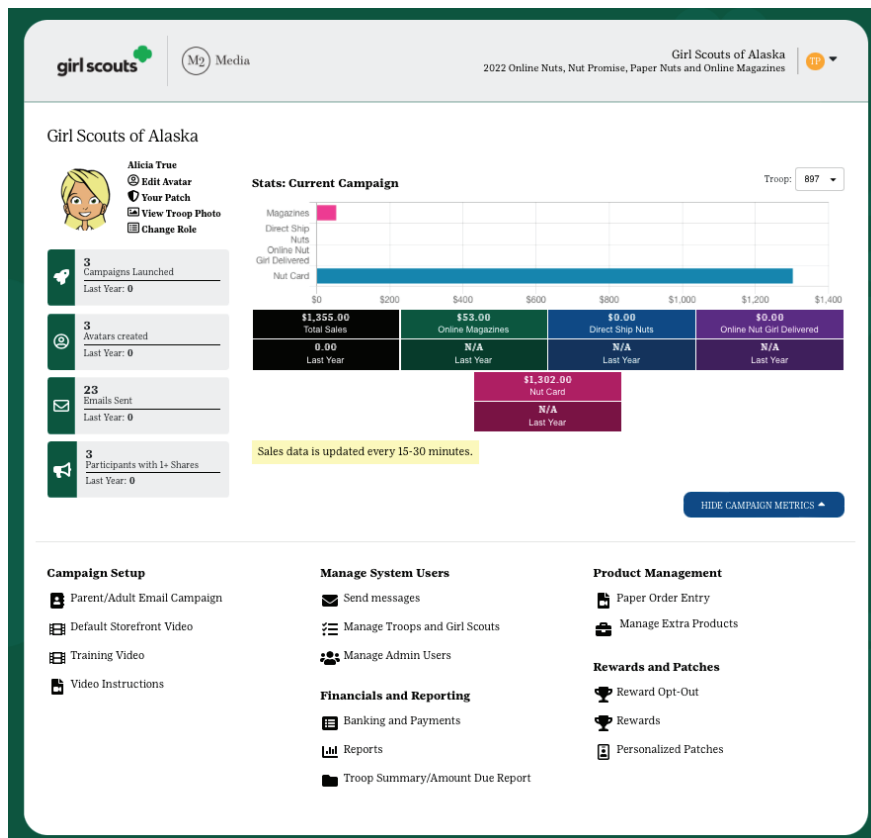 girl scouts
M2 Media
Girl Scouts of Alaska
2022 Online Nuts, Nut Promise, Paper Nuts and Online Magazines
TP
Girl Scouts of Alaska
Alicia True
Edit Avatar
Your Patch
View Troop Photo
Change Role
3
Campaigns Launched
Last Year: 0
3
Avatars created
Last Year: 0
23
Emails Sent
Last Year: 0
3
Participants with 1+ Shares
Last Year: 0
Stats: Current Campaign
Troop: 897
Magazines
Direct Ship
Nuts
Online Nut
Girl Delivered
Nut Card
$0 $200 $400 $600 $800 $1,000 $1,200 $1,400
$1,355.00 $53.00 $0.00 $0.00
Total Sales Online Magazines Direct Ship Nuts Online Nut Girl Delivered
0.00 N/A N/A N/A
Last Year Last Year Last Year Last Year
$1,302.00
Nut Card
N/A
Last Year
Sales data is updated every 15-30 minutes.
HIDE CAMPAIGN METRICS
Campaign Setup
Parent/Adult Email Campaign
Default Storefront Video
Training Video
Video Instructions
Manage System Users
Send messages
Manage Troops and Girl Scouts
Manage Admin Users
Financials and Reporting
Banking and Payments
Reports
Troop Summary/Amount Due Report
Product Management
Paper Order Entry
Manage Extra Products
Rewards and Patches
Reward Opt-Out
Rewards
Personalized Patches